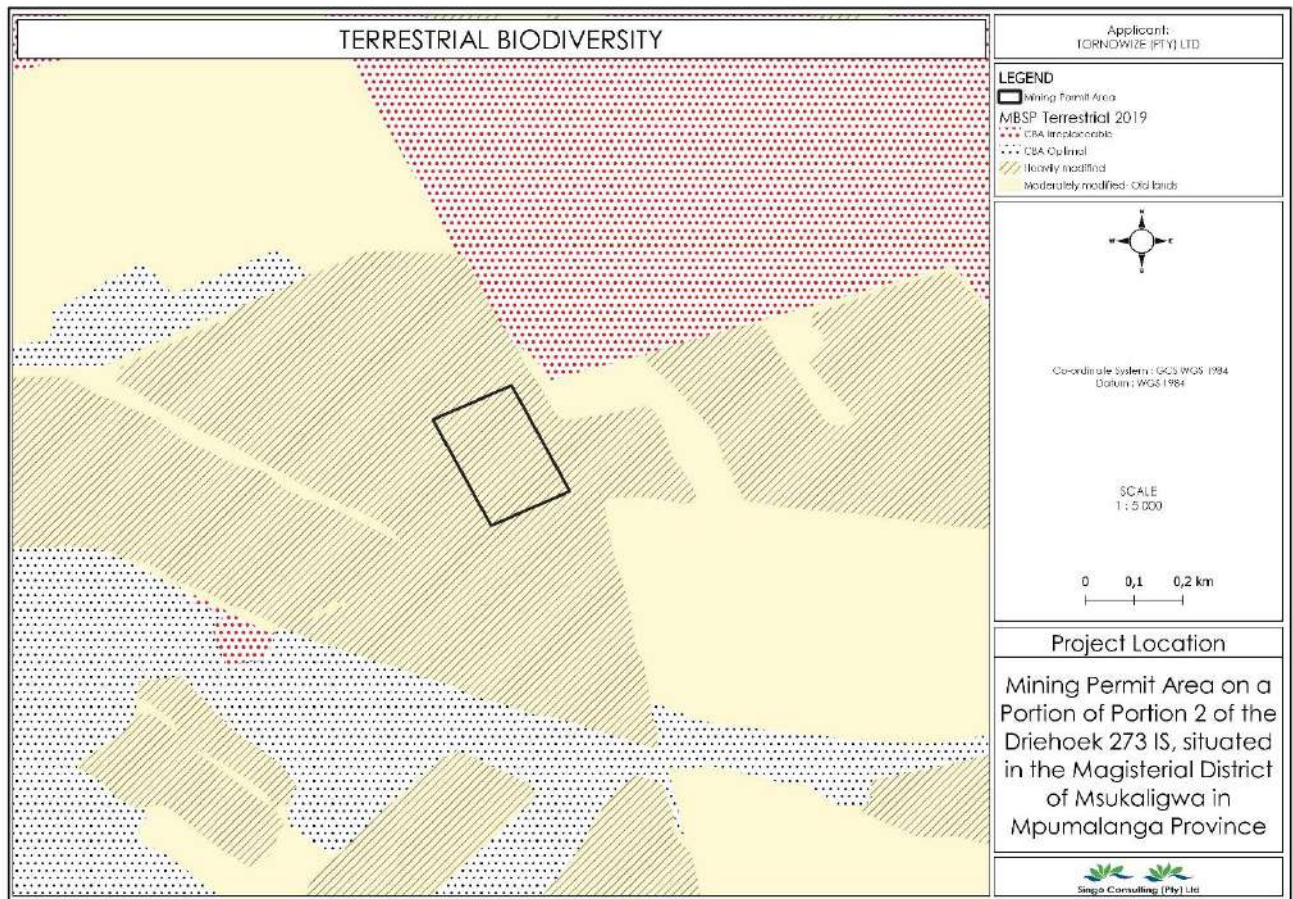 TERRESTRIAL BIODIVERSITY
Applicant:
TORNOWIZE (PTY) LTD
LEGEND
Mining Permit Area
MBSP Terrestrial 2019
CBA Irreplaceable
CBA Optimal
Heavily modified
Moderately modified- Old lands
N
W
E
S
Co-ordinate System : GCS WGS 1984
Datum : WGS 1984
SCALE
1 : 5 000
0 0,1 0,2 km
Project Location
Mining Permit Area on a
Portion of Portion 2 of the
Driehoek 273 IS, situated
in the Magisterial District
of Msukaligwa in
Mpumalanga Province
Singo Consulting (Pty) Ltd